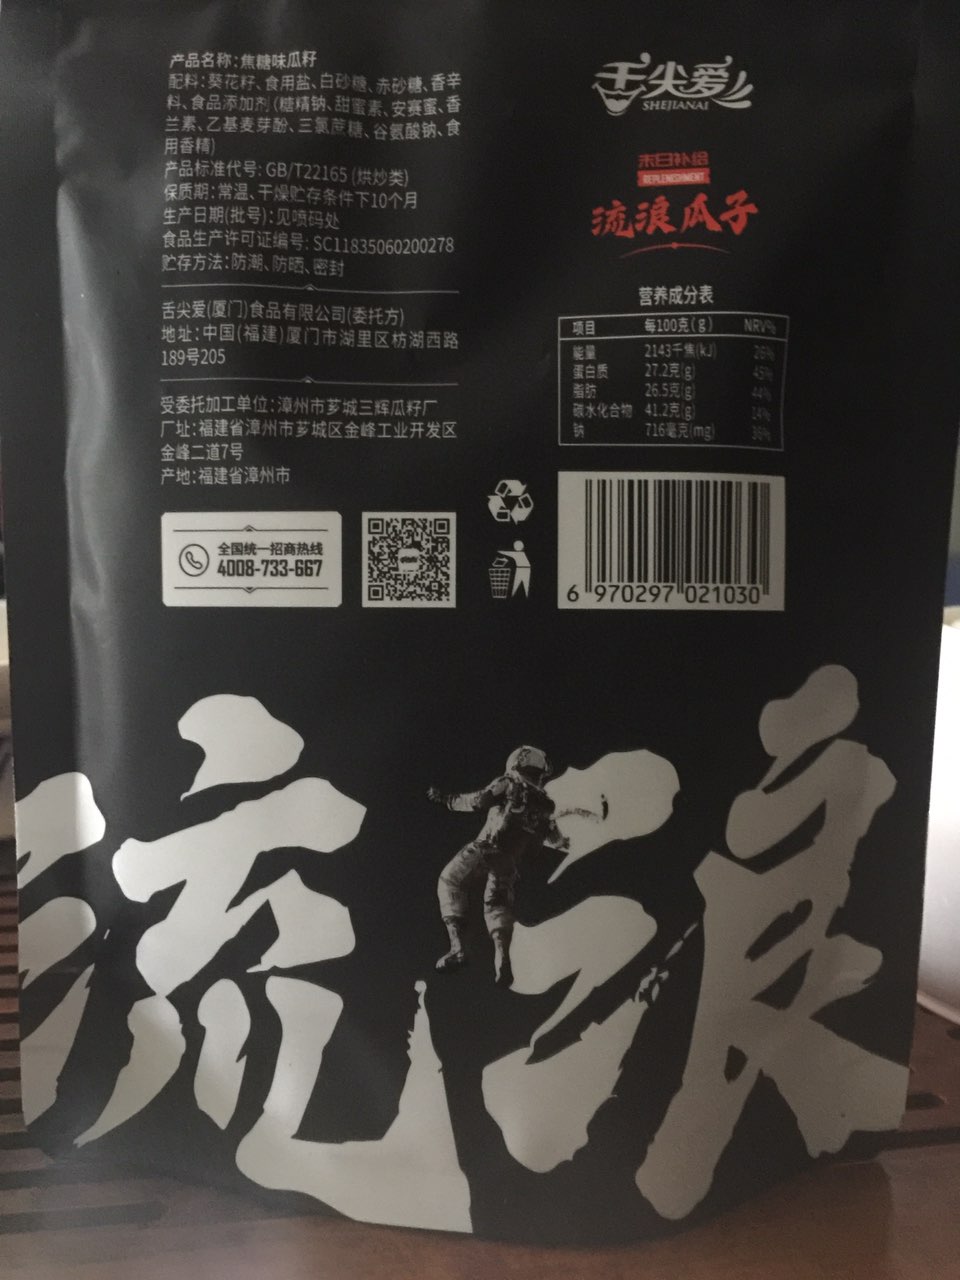 产品名称:焦糖味瓜籽
配料:葵花籽、食用盐、白砂糖、赤砂糖、香辛
料、食品添加剂(糖精钠、甜蜜素、安赛蜜、香
兰素、乙基麦芽酚、三氯蔗糖、谷氨酸钠、食
用香精)
产品标准代号:GB/T22165 (烘炒类)
保质期:常温、干燥贮存条件下10个月
生产日期(批号):见喷码处
食品生产许可证编号:SC11835060200278
贮存方法:防潮、防晒、密封
舌尖爱(厦门)食品有限公司(委托方)
地址:中国(福建)厦门市湖里区枋湖西路
189号205
受委托加工单位:漳州市芗城三辉瓜籽厂
厂址:福建省漳州市芗城区金峰工业开发区
金峰二道7号
产地:福建省漳州市
全国统一招商热线
4008-733-667
舌尖爱
SHEJIANAI
末日补给
REPLENISHMENT
流浪瓜子
营养成分表
项目 每100克(g) NRV%
能量 2143千焦(kJ) 26%
蛋白质 27.2克(g) 45%
脂肪 26.5克(g) 44%
碳水化合物 41.2克(g) 14%
钠 716毫克(mg) 36%
6 970297 021030
流浪